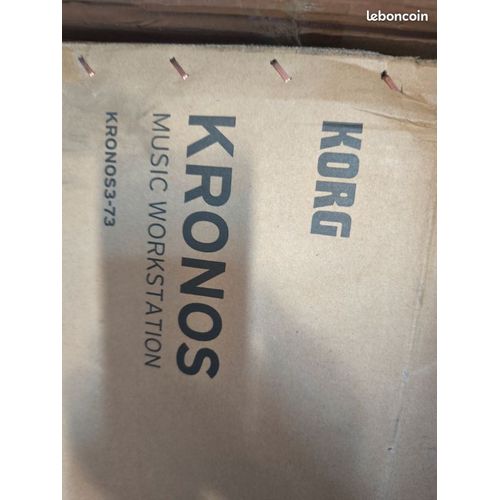 leboncoin
KORG
KRONOS
MUSIC WORKSTATION
KRONOS3-73